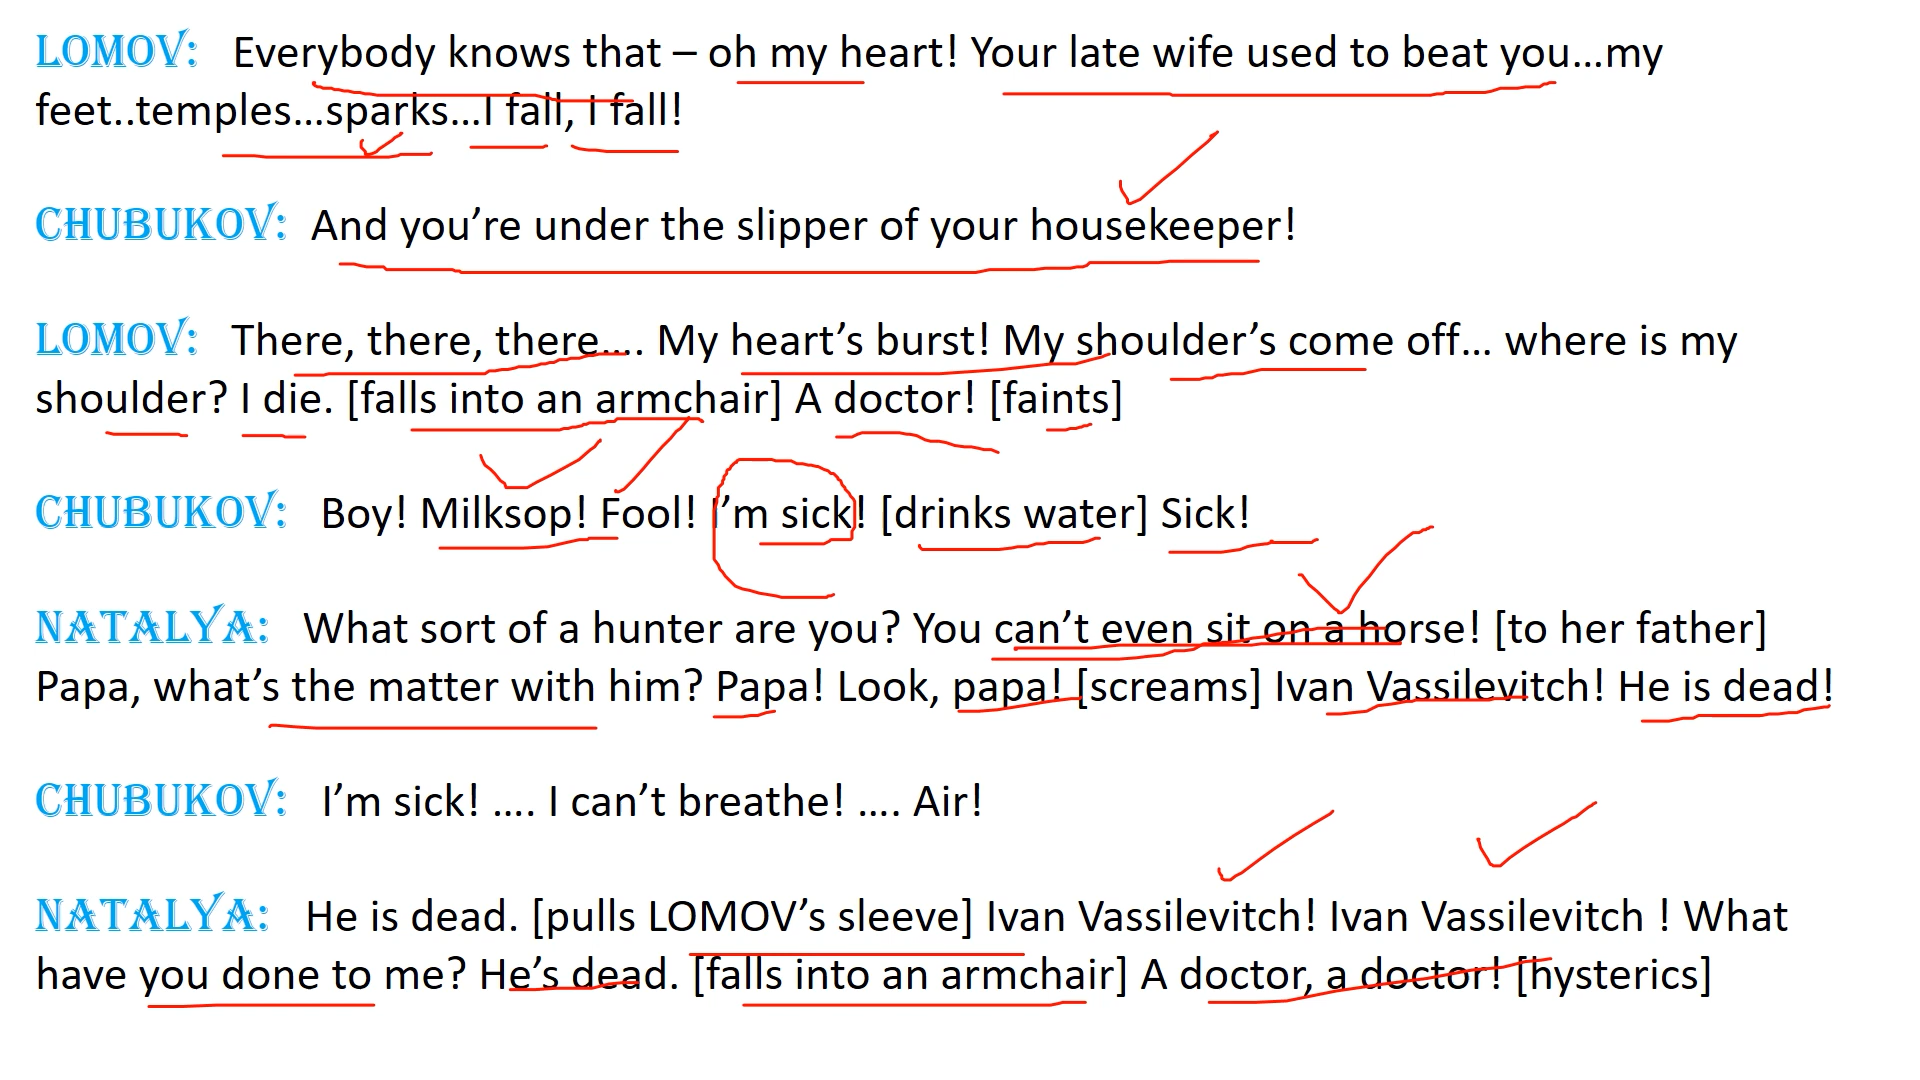 LOMOV: Everybody knows that – oh my heart! Your late wife used to beat you...my
feet..temples...sparks...I fall, I fall!
CHUBUKOV: And you’re under the slipper of your housekeeper!
LOMOV: There, there, there.... My heart’s burst! My shoulder’s come off... where is my
shoulder? I die. [falls into an armchair] A doctor! [faints]
CHUBUKOV: Boy! Milksop! Fool! I’m sick! [drinks water] Sick!
NATALYA: What sort of a hunter are you? You can’t even sit on a horse! [to her father]
Papa, what’s the matter with him? Papa! Look, papa! [screams] Ivan Vassilevitch! He is dead!
CHUBUKOV: I’m sick! .... I can’t breathe! .... Air!
NATALYA: He is dead. [pulls LOMOV’s sleeve] Ivan Vassilevitch! Ivan Vassilevitch ! What
have you done to me? He’s dead. [falls into an armchair] A doctor, a doctor! [hysterics]